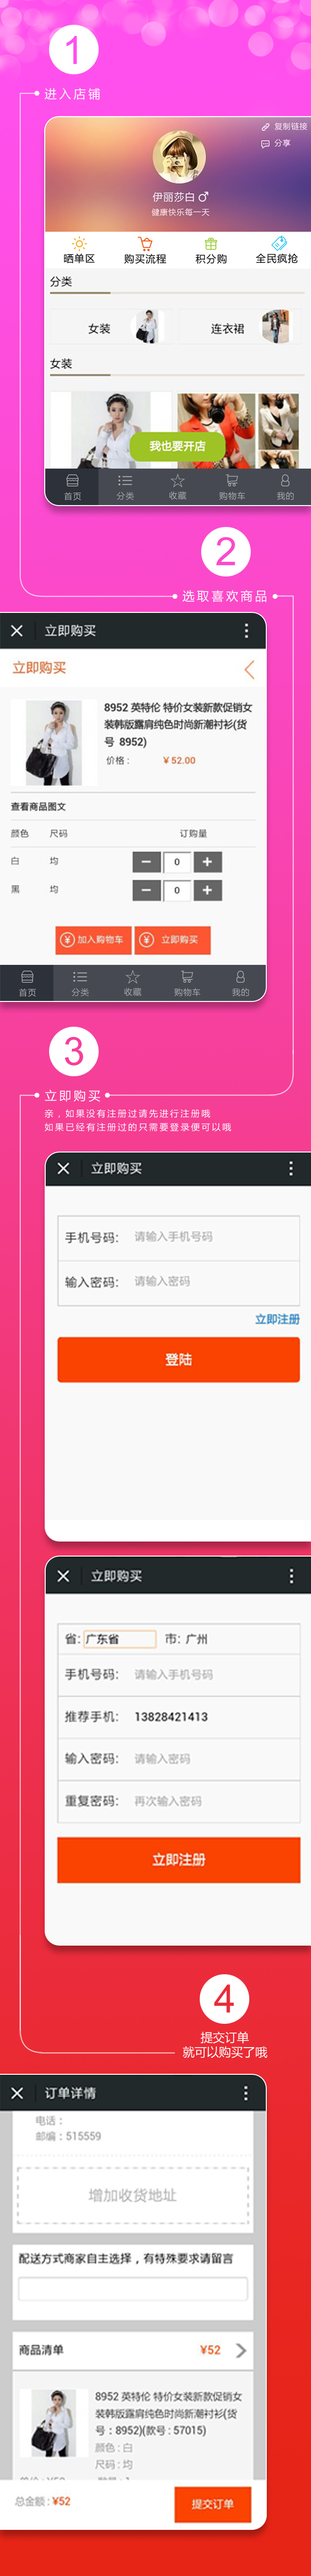 1
进入店铺
复制链接
分享
伊丽莎白♂
健康快乐每一天
晒单区 购买流程 积分购 全民疯抢
分类
女装 连衣裙
女装
我也要开店
首页 分类 收藏 购物车 我的
2
选取喜欢商品
立即购买
立即购买
8952 英特伦 特价女装新款促销女
装韩版露肩纯色时尚新潮衬衫(货
号 8952)
价格： ¥ 52.00
查看商品图文
颜色 尺码 订购量
白 均 0
黑 均 0
加入购物车 立即购买
首页 分类 收藏 购物车 我的
3
立即购买
亲，如果没有注册过请先进行注册哦
如果已经有注册过的只需要登录便可以哦
立即购买
手机号码: 请输入手机号码
输入密码: 请输入密码
立即注册
登陆
立即购买
省: 广东省 市: 广州
手机号码: 请输入手机号码
推荐手机: 13828421413
输入密码: 请输入密码
重复密码: 再次输入密码
立即注册
4
提交订单
就可以购买了哦
订单详情
电话：
邮编：515559
增加收货地址
配送方式商家自主选择，有特殊要求请留言
商品清单 ¥52
8952 英特伦 特价女装新款促销女
装韩版露肩纯色时尚新潮衬衫(货
号：8952)(款号：57015)
颜色：白
尺码：均
总金额：¥52 提交订单